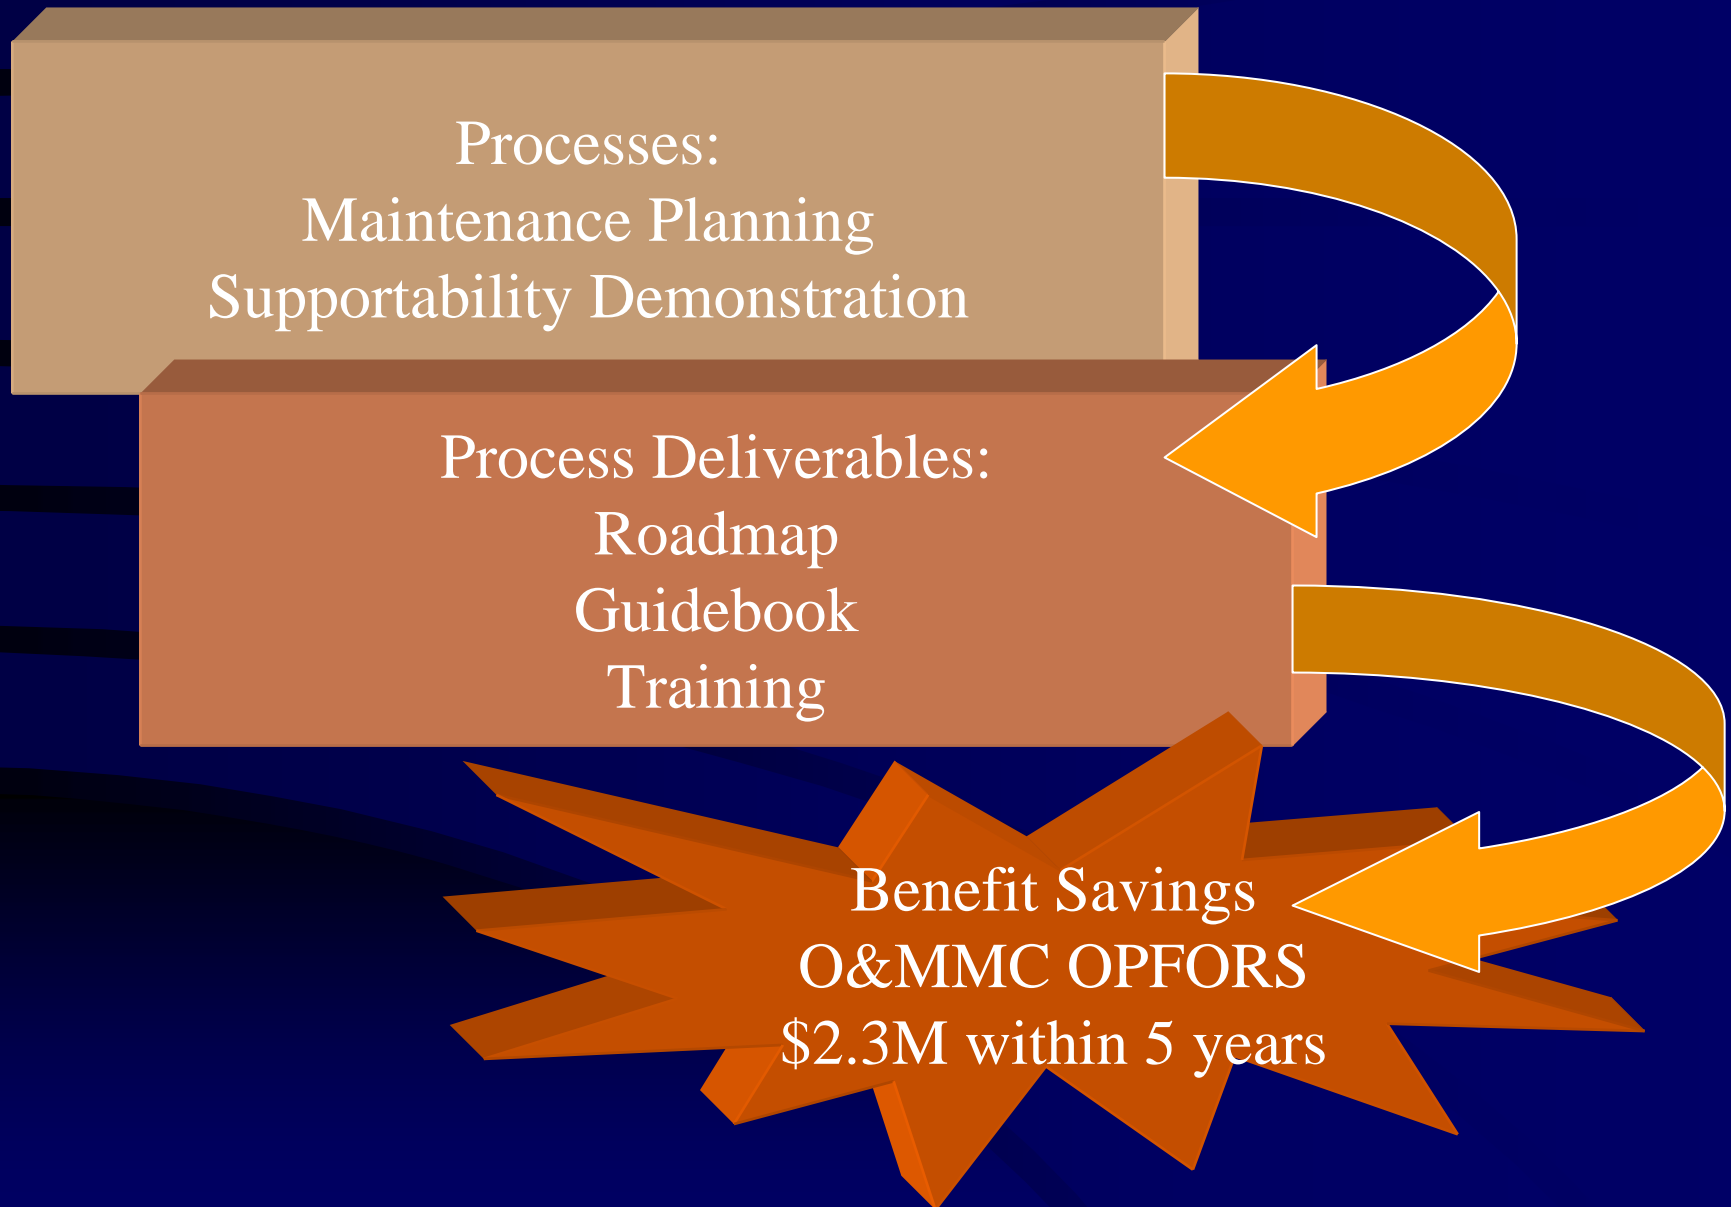 Processes:
Maintenance Planning
Supportability Demonstration
Process Deliverables:
Roadmap
Guidebook
Training
Benefit Savings
O&MMC OPFORS
$2.3M within 5 years